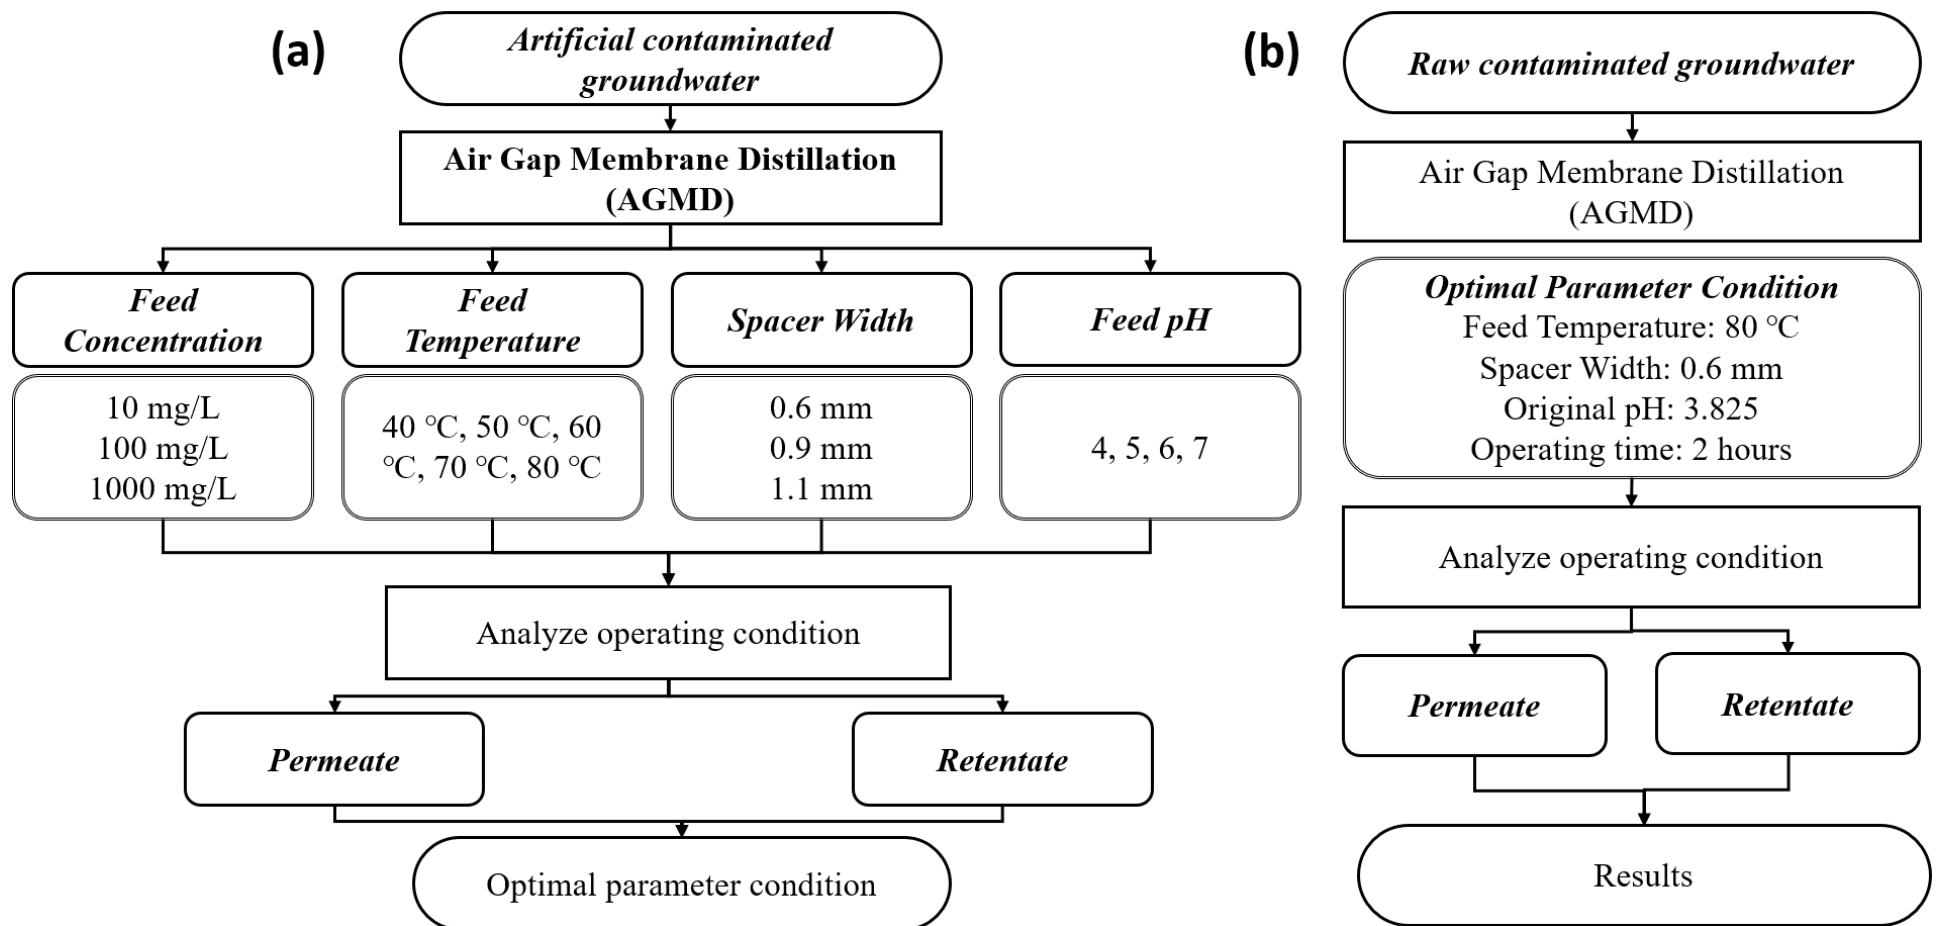 (a)
Artificial contaminated
groundwater
Air Gap Membrane Distillation
(AGMD)
Feed
Concentration
10 mg/L
100 mg/L
1000 mg/L
Feed
Temperature
40 ℃, 50 ℃, 60
℃, 70 ℃, 80 ℃
Spacer Width
0.6 mm
0.9 mm
1.1 mm
Feed pH
4, 5, 6, 7
Analyze operating condition
Permeate
Retentate
Optimal parameter condition
(b)
Raw contaminated groundwater
Air Gap Membrane Distillation
(AGMD)
Optimal Parameter Condition
Feed Temperature: 80 ℃
Spacer Width: 0.6 mm
Original pH: 3.825
Operating time: 2 hours
Analyze operating condition
Permeate
Retentate
Results